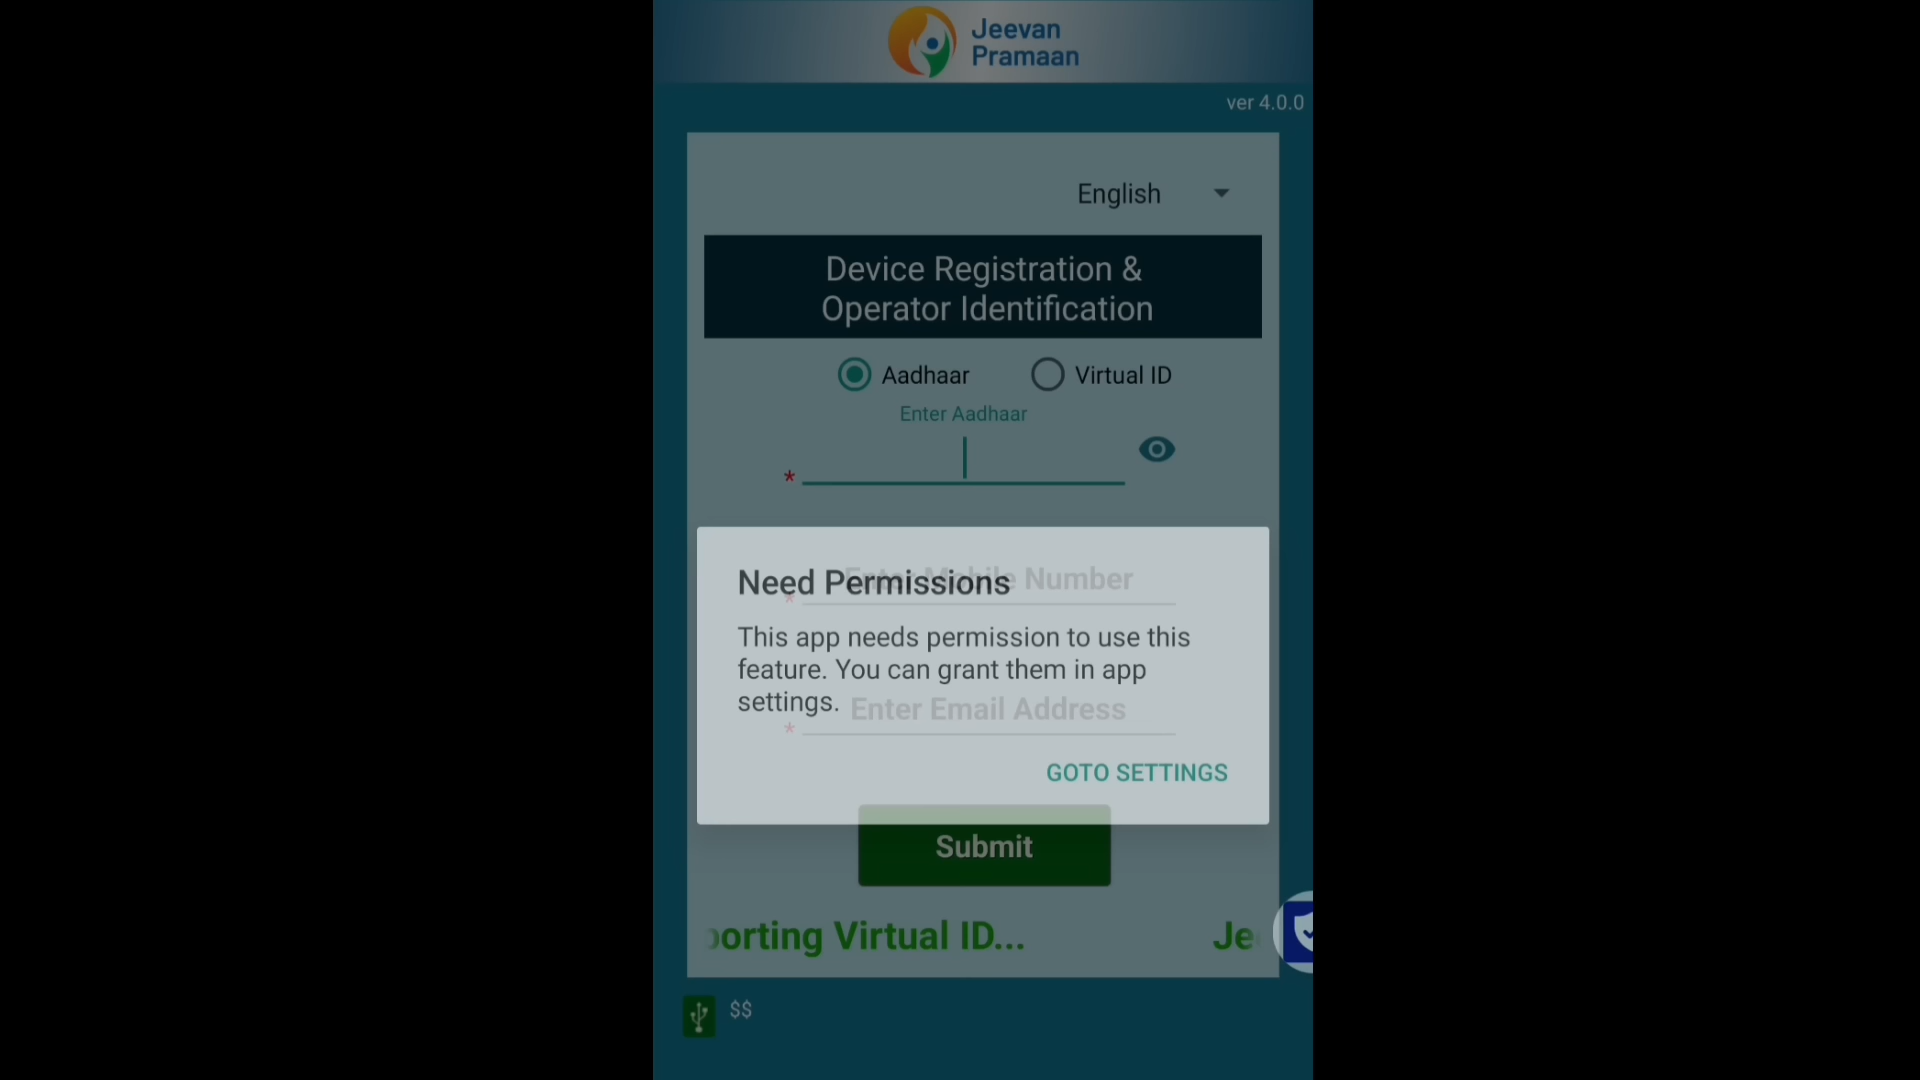 Jeevan
Pramaan
ver 4.0.0
English
Device Registration &
Operator Identification
Aadhaar
Virtual ID
Enter Aadhaar
*
Need Permissions
Enter Mobile Number
*
This app needs permission to use this
feature. You can grant them in app
settings.
Enter Email Address
*
GOTO SETTINGS
Submit
porting Virtual ID...
Je
$$